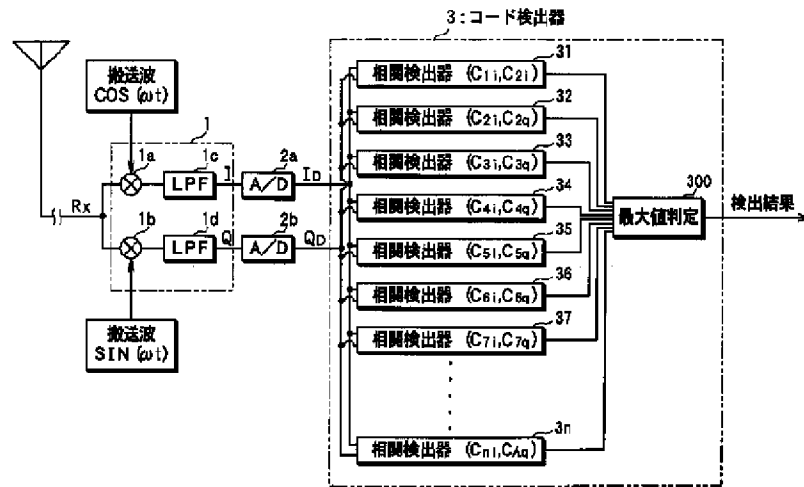 3:コード検出器
搬送波
COS (ωt)
1
1a
1c
LPF
I
2a
A/D
ID
Rx
1b
1d
LPF
Q
2b
A/D
QD
搬送波
SIN (ωt)
31
相関検出器 (C1i,C2i)
32
相関検出器 (C2i,C2q)
33
相関検出器 (C3i,C3q)
34
相関検出器 (C4i,C4q)
35
相関検出器 (C5i,C5q)
36
相関検出器 (C6i,C6q)
37
相関検出器 (C7i,C7q)
3n
相関検出器 (Cni,CAq)
300
最大値判定
検出結果